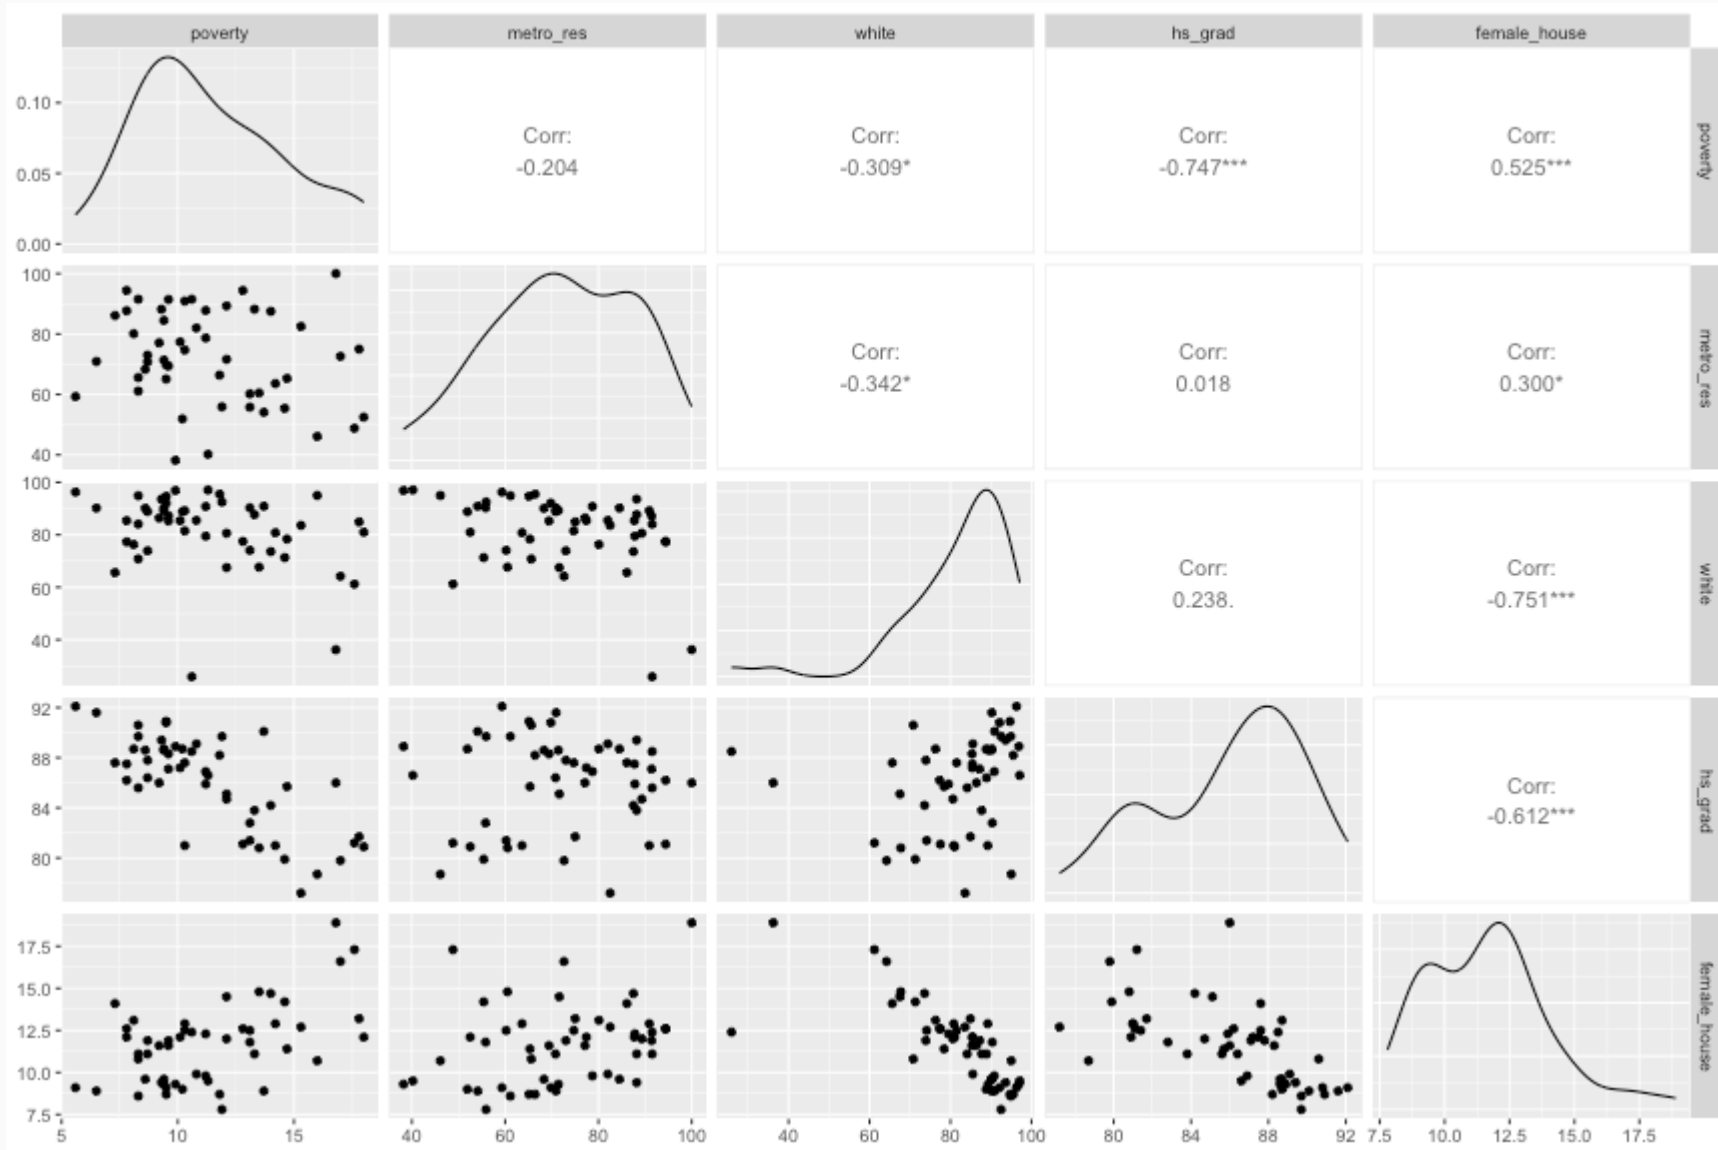 poverty metro_res white hs_grad female_house
0.10
0.05
0.00
Corr:
-0.204
Corr:
-0.309*
Corr:
-0.747***
Corr:
0.525***
poverty
100
80
60
40
Corr:
-0.342*
Corr:
0.018
Corr:
0.300*
metro_res
100
80
60
40
Corr:
0.238.
Corr:
-0.751***
white
92
88
84
80
Corr:
-0.612***
hs_grad
17.5
15.0
12.5
10.0
7.5
female_house
5 10 15 40 60 80 100 40 60 80 100 80 84 88 92 7.5 10.0 12.5 15.0 17.5